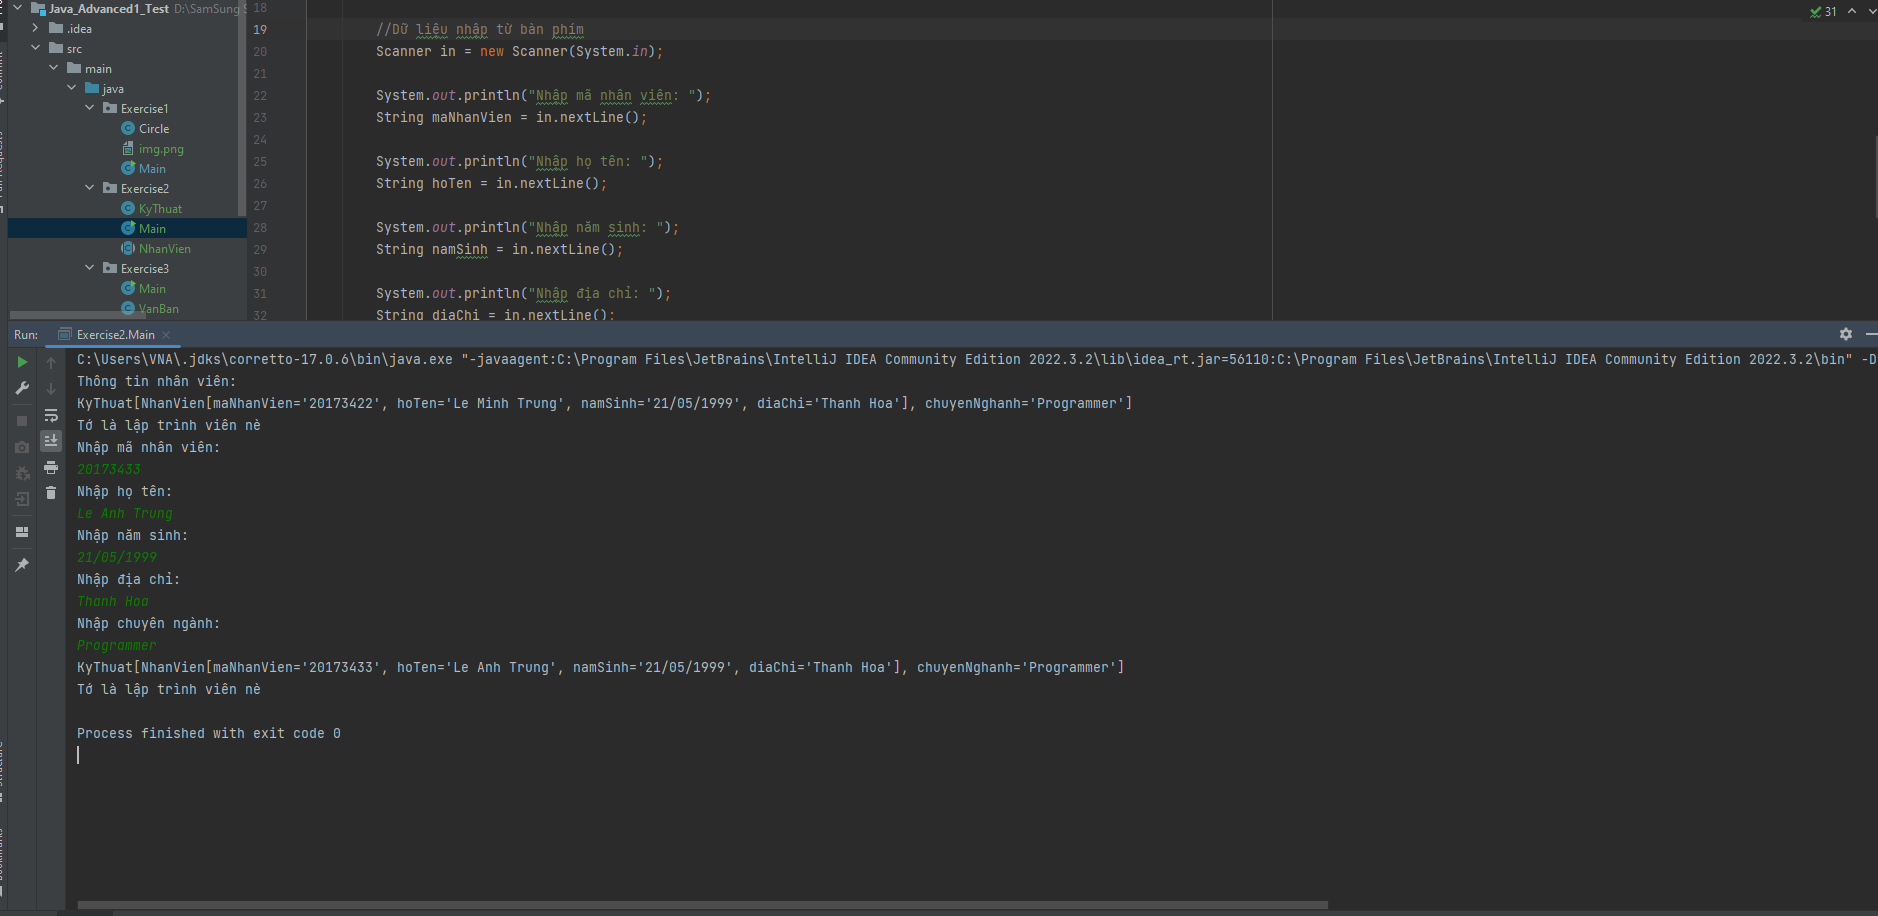 Java_Advanced1_Test D:\SamSung S
.idea
src
main
java
Exercise1
Circle
img.png
Main
Exercise2
KyThuat
Main
NhanVien
Exercise3
Main
VanBan
18
19 //Dữ liệu nhập từ bàn phím
20 Scanner in = new Scanner(System.in);
21
22 System.out.println("Nhập mã nhân viên: ");
23 String maNhanVien = in.nextLine();
24
25 System.out.println("Nhập họ tên: ");
26 String hoTen = in.nextLine();
27
28 System.out.println("Nhập năm sinh: ");
29 String namSinh = in.nextLine();
30
31 System.out.println("Nhập địa chỉ: ");
32 String diaChi = in.nextLine();
31
Run: Exercise2.Main
C:\Users\VNA\.jdks\corretto-17.0.6\bin\java.exe "-javaagent:C:\Program Files\JetBrains\IntelliJ IDEA Community Edition 2022.3.2\lib\idea_rt.jar=56110:C:\Program Files\JetBrains\IntelliJ IDEA Community Edition 2022.3.2\bin" -D
Thông tin nhân viên:
KyThuat[NhanVien[maNhanVien='20173422', hoTen='Le Minh Trung', namSinh='21/05/1999', diaChi='Thanh Hoa'], chuyenNghanh='Programmer']
Tớ là lập trình viên nè
Nhập mã nhân viên:
20173433
Nhập họ tên:
Le Anh Trung
Nhập năm sinh:
21/05/1999
Nhập địa chỉ:
Thanh Hoa
Nhập chuyên ngành:
Programmer
KyThuat[NhanVien[maNhanVien='20173433', hoTen='Le Anh Trung', namSinh='21/05/1999', diaChi='Thanh Hoa'], chuyenNghanh='Programmer']
Tớ là lập trình viên nè
Process finished with exit code 0